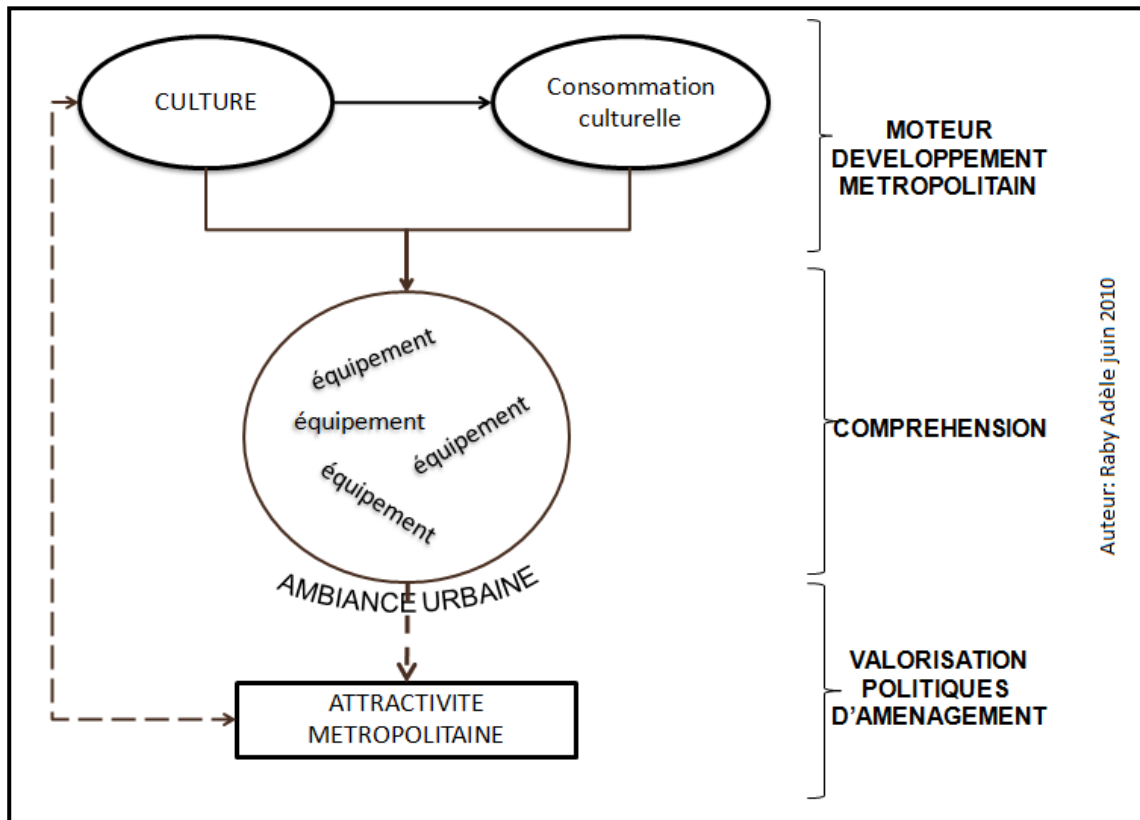 CULTURE
Consommation
culturelle
MOTEUR
DEVELOPPEMENT
METROPOLITAIN
équipement
équipement
équipement
équipement
AMBIANCE URBAINE
COMPREHENSION
ATTRACTIVITE
METROPOLITAINE
VALORISATION
POLITIQUES
D'AMENAGEMENT
Auteur: Raby Adèle juin 2010